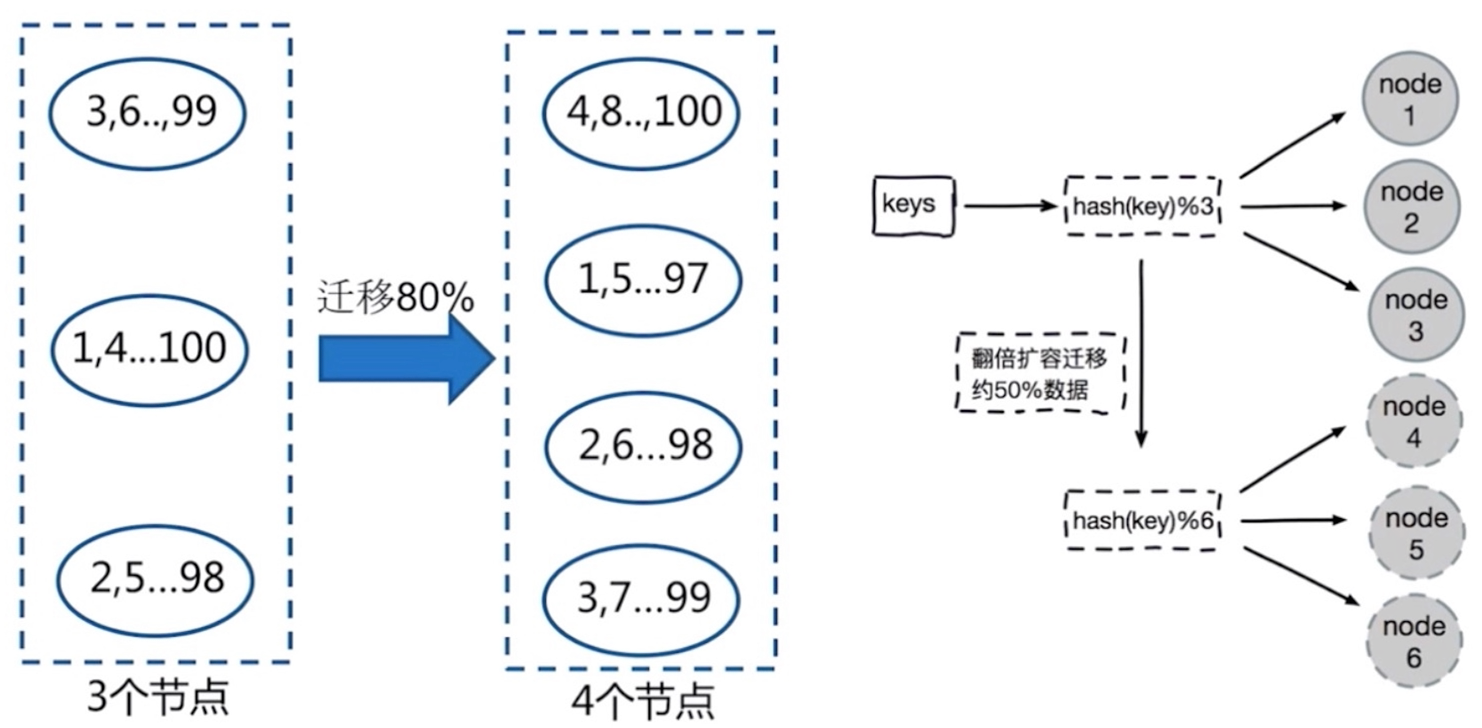 3,6..,99
1,4...100
2,5...98
3个节点
迁移80%
4,8..,100
1,5...97
2,6...98
3,7...99
4个节点
keys
hash(key)%3
翻倍扩容迁移
约50%数据
hash(key)%6
node
1
node
2
node
3
node
4
node
5
node
6